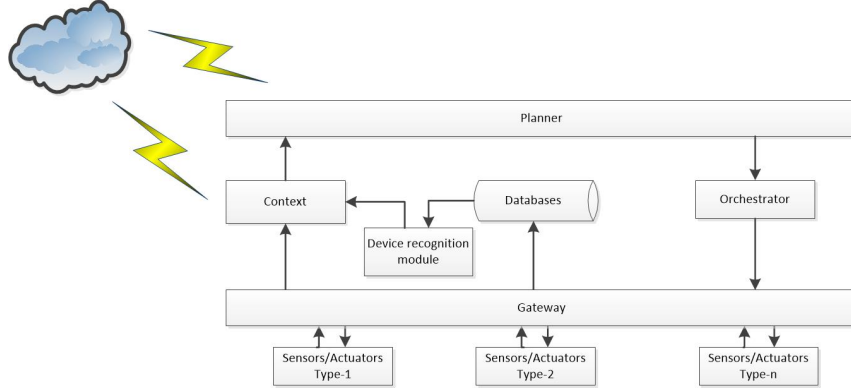 Planner
Context
Databases
Orchestrator
Device recognition
module
Gateway
Sensors/Actuators
Type-1
Sensors/Actuators
Type-2
Sensors/Actuators
Type-n